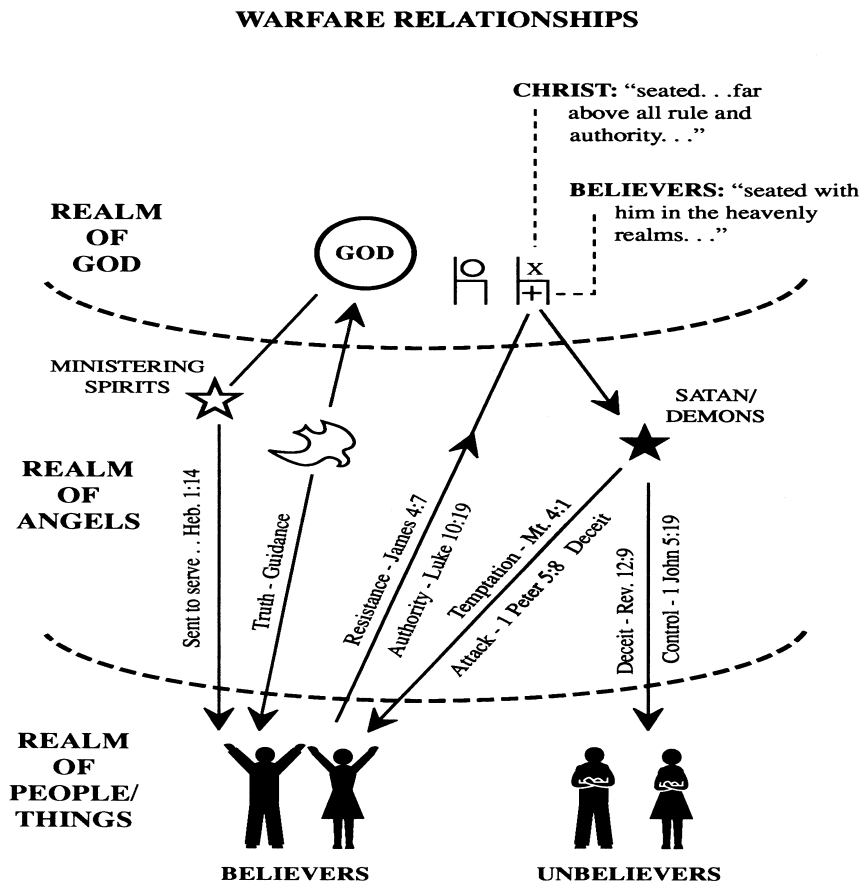 WARFARE RELATIONSHIPS
CHRIST: “seated. . .far
above all rule and
authority. . .”
BELIEVERS: “seated with
him in the heavenly
realms. . .”
REALM
OF
GOD
GOD
x
+
MINISTERING
SPIRITS
SATAN/
DEMONS
REALM
OF
ANGELS
Sent to serve . . Heb. 1:14
Truth - Guidance
Resistance - James 4:7
Authority - Luke 10:19
Temptation - Mt. 4:1
Attack - 1 Peter 5:8 Deceit
Deceit - Rev. 12:9
Control - 1 John 5:19
REALM
OF
PEOPLE/
THINGS
BELIEVERS
UNBELIEVERS